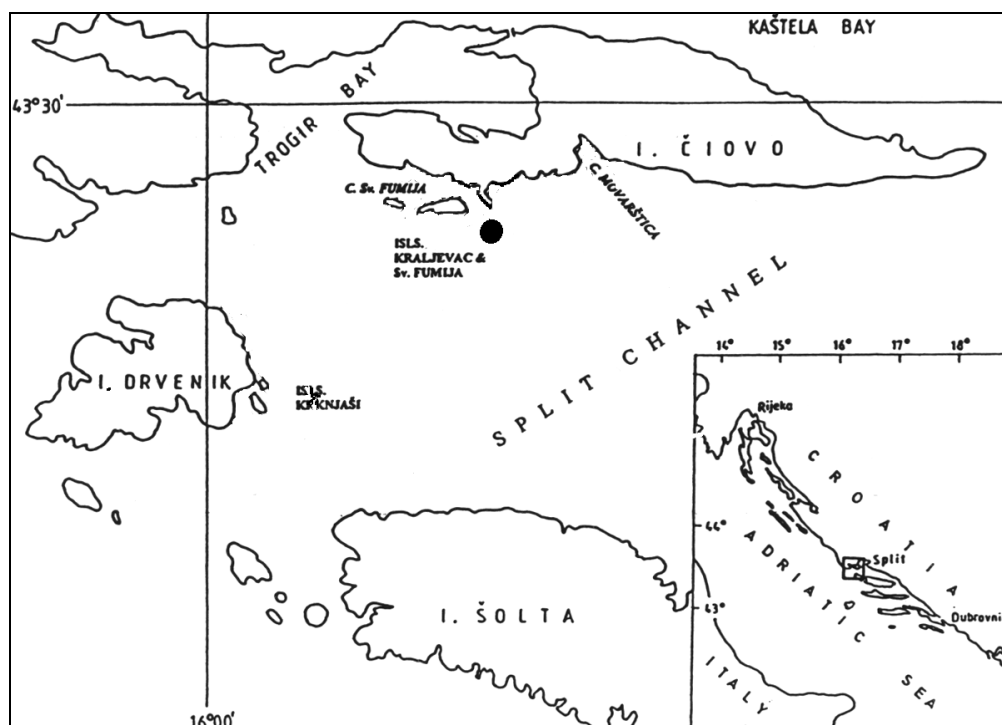 KAŠTELA BAY
43°30'
TROGIR BAY
I. ČIOVO
C. Sv. FUMIJA
C. MUVARŠTICA
ISLS.
KRALJEVAC &
Sv. FUMIJA
SPLIT CHANNEL
I. DRVENIK
ISLS.
KRKNJAŠI
I. ŠOLTA
16°00'
14° 15° 16° 17° 18°
Rijeka
CROATIA
44°
ADRIATIC SEA
Split
43°
Dubrovni
ITALY